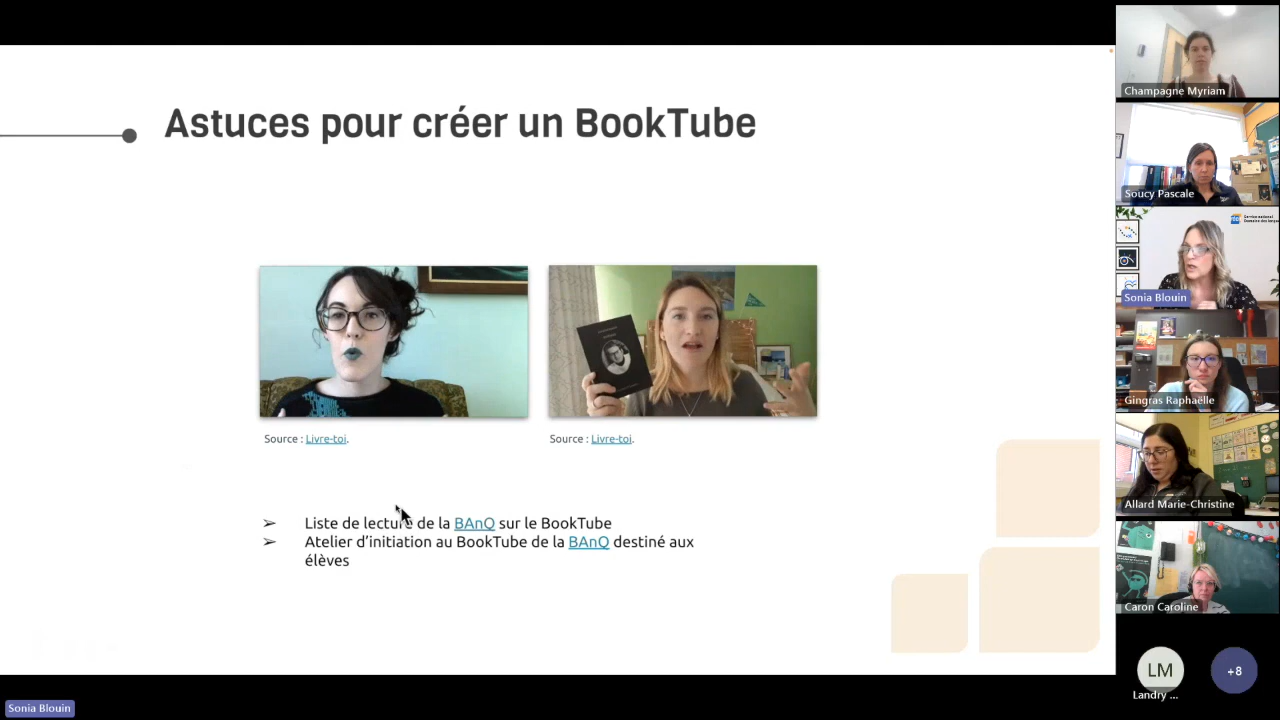 Astuces pour créer un BookTube
Source : Livre-toi.
Source : Livre-toi.
➢ Liste de lecture de la BAnQ sur le BookTube
➢ Atelier d'initiation au BookTube de la BAnQ destiné aux
élèves
Champagne Myriam
Soucy Pascale
Sonia Blouin
Gingras Raphaëlle
Allard Marie-Christine
Caron Caroline
LM
Landry ...
+8
Sonia Blouin